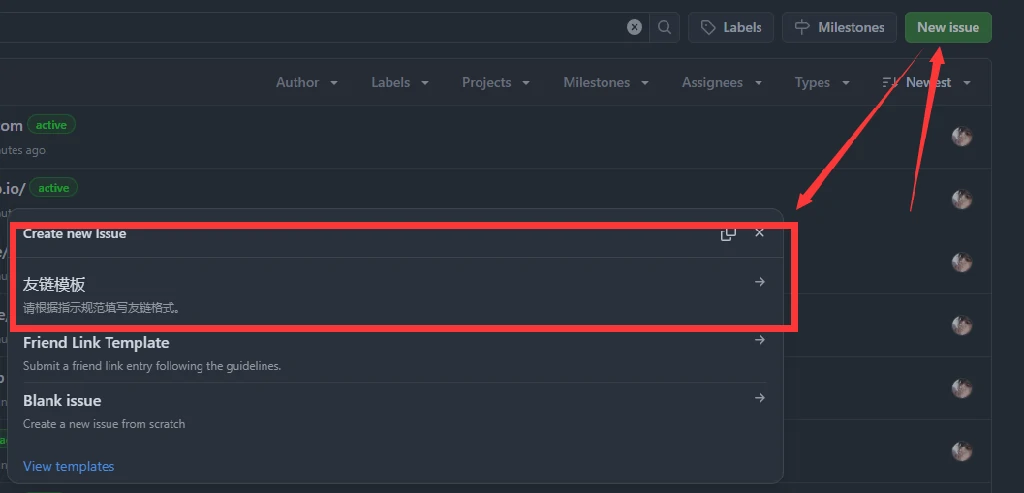 Labels
Milestones
New issue
Author
Labels
Projects
Milestones
Assignees
Types
Newest
om active
utes ago
.io/ active
Create new issue
友链模板
请根据指示规范填写友链格式。
Friend Link Template
Submit a friend link entry following the guidelines.
Blank issue
Create a new issue from scratch
View templates